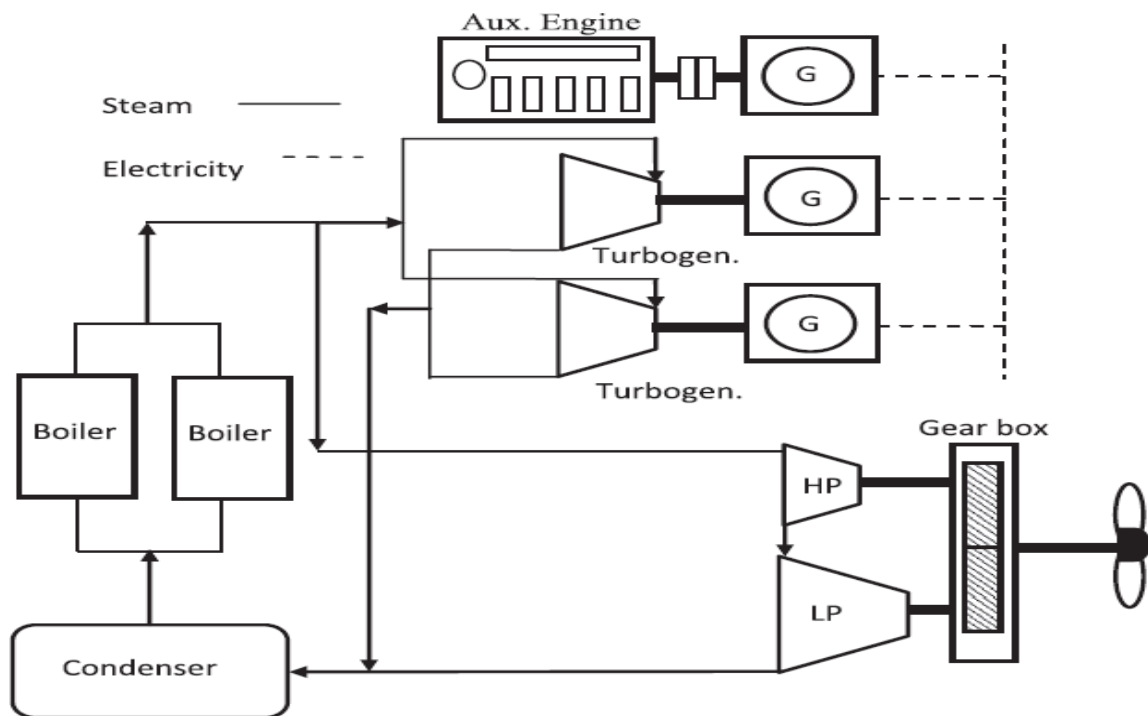 Aux. Engine
G
Steam
Electricity
G
Turbogen.
G
Turbogen.
Boiler
Boiler
Gear box
HP
LP
Condenser